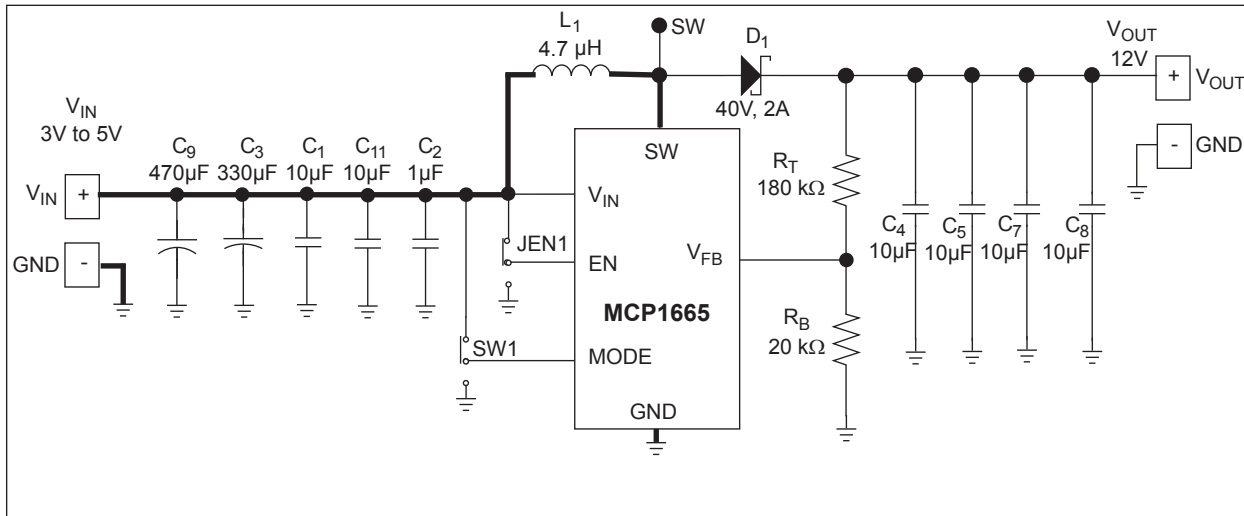 L1
4.7 µH
SW
D1
40V, 2A
VOUT
12V
+
VOUT
-
GND
VIN
3V to 5V
C9
470µF
C3
330µF
C1
10µF
C11
10µF
C2
1µF
VIN
+
GND
-
JEN1
SW1
SW
VIN
EN
VFB
MCP1665
MODE
GND
RT
180 kΩ
RB
20 kΩ
C4
10µF
C5
10µF
C7
10µF
C8
10µF